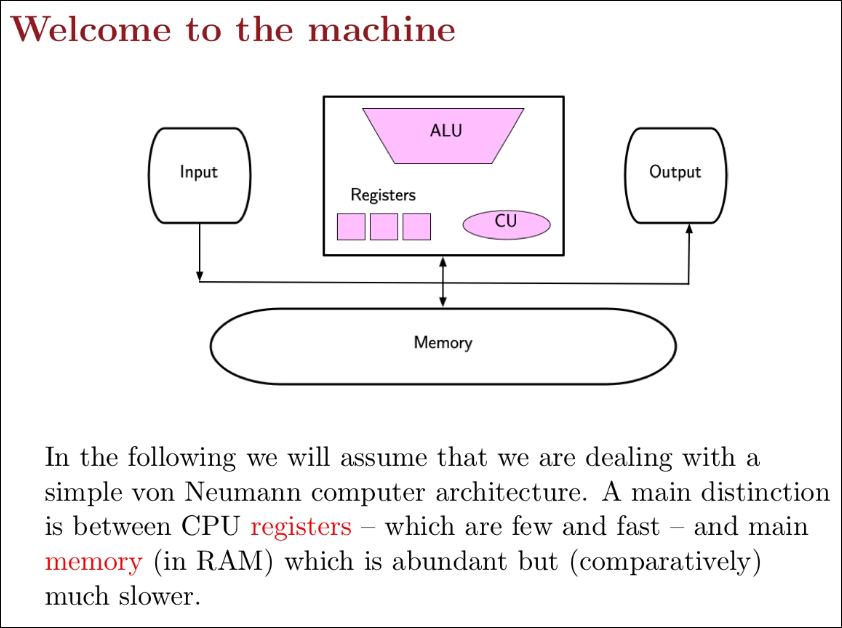 Welcome to the machine
ALU
Input
Output
Registers
CU
Memory
In the following we will assume that we are dealing with a
simple von Neumann computer architecture. A main distinction
is between CPU registers – which are few and fast – and main
memory (in RAM) which is abundant but (comparatively)
much slower.